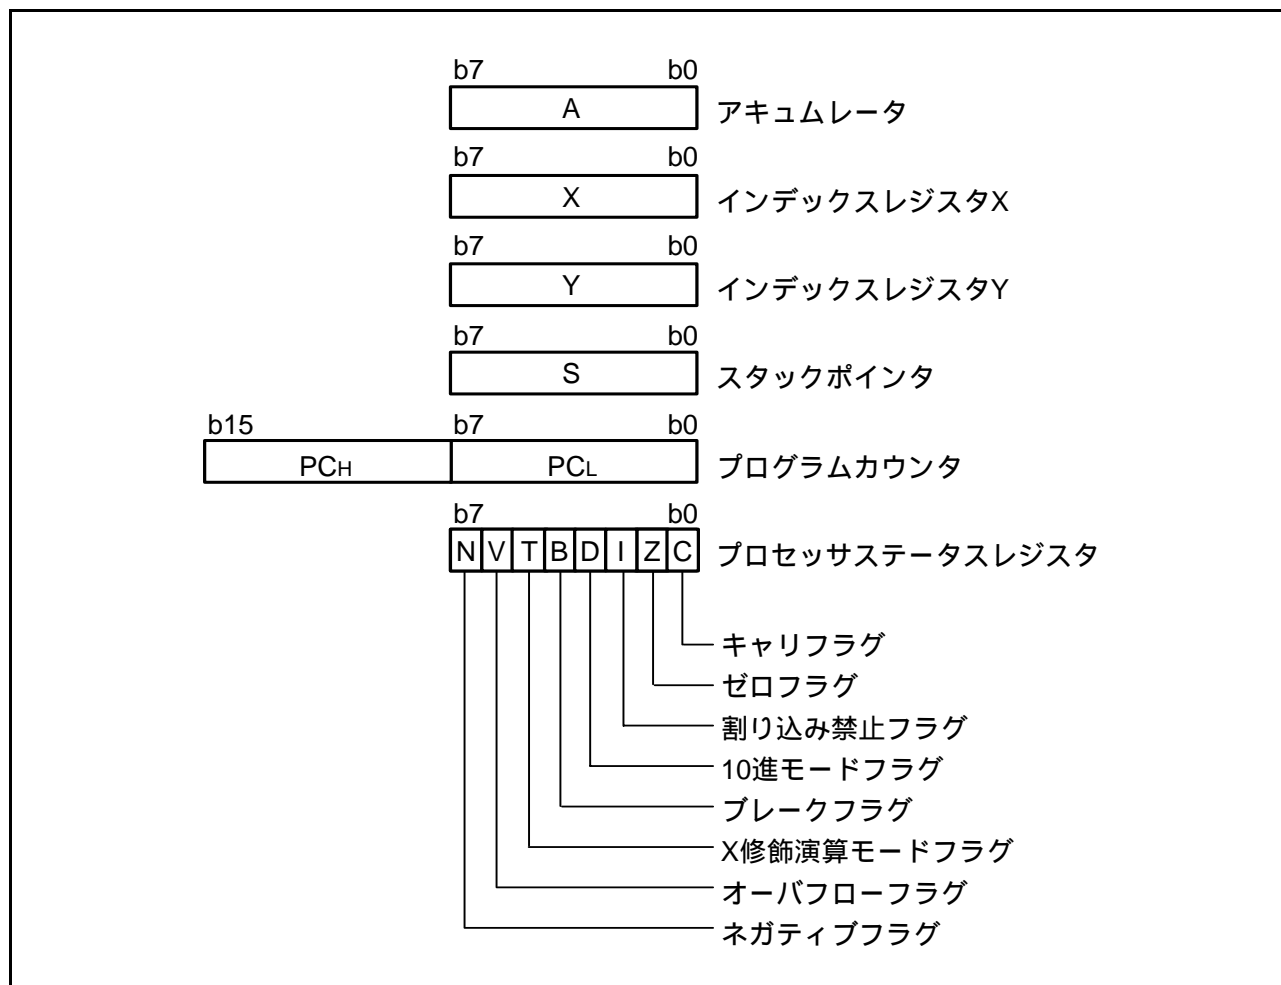 b7 b0
A アキュムレータ
b7 b0
X インデックスレジスタX
b7 b0
Y インデックスレジスタY
b7 b0
S スタックポインタ
b15 b7 b0
PCH PCL プログラムカウンタ
b7 b0
N V T B D I Z C プロセッサステータスレジスタ
キャリフラグ
ゼロフラグ
割り込み禁止フラグ
10進モードフラグ
ブレークフラグ
X修飾演算モードフラグ
オーバフローフラグ
ネガティブフラグ